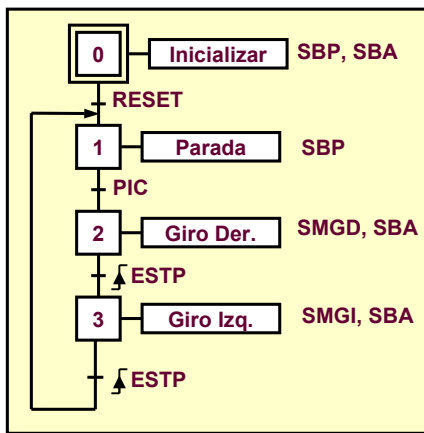 0 Inicializar SBP, SBA
RESET
1 Parada SBP
PIC
2 Giro Der. SMGD, SBA
ESTP
3 Giro Izq. SMGI, SBA
ESTP